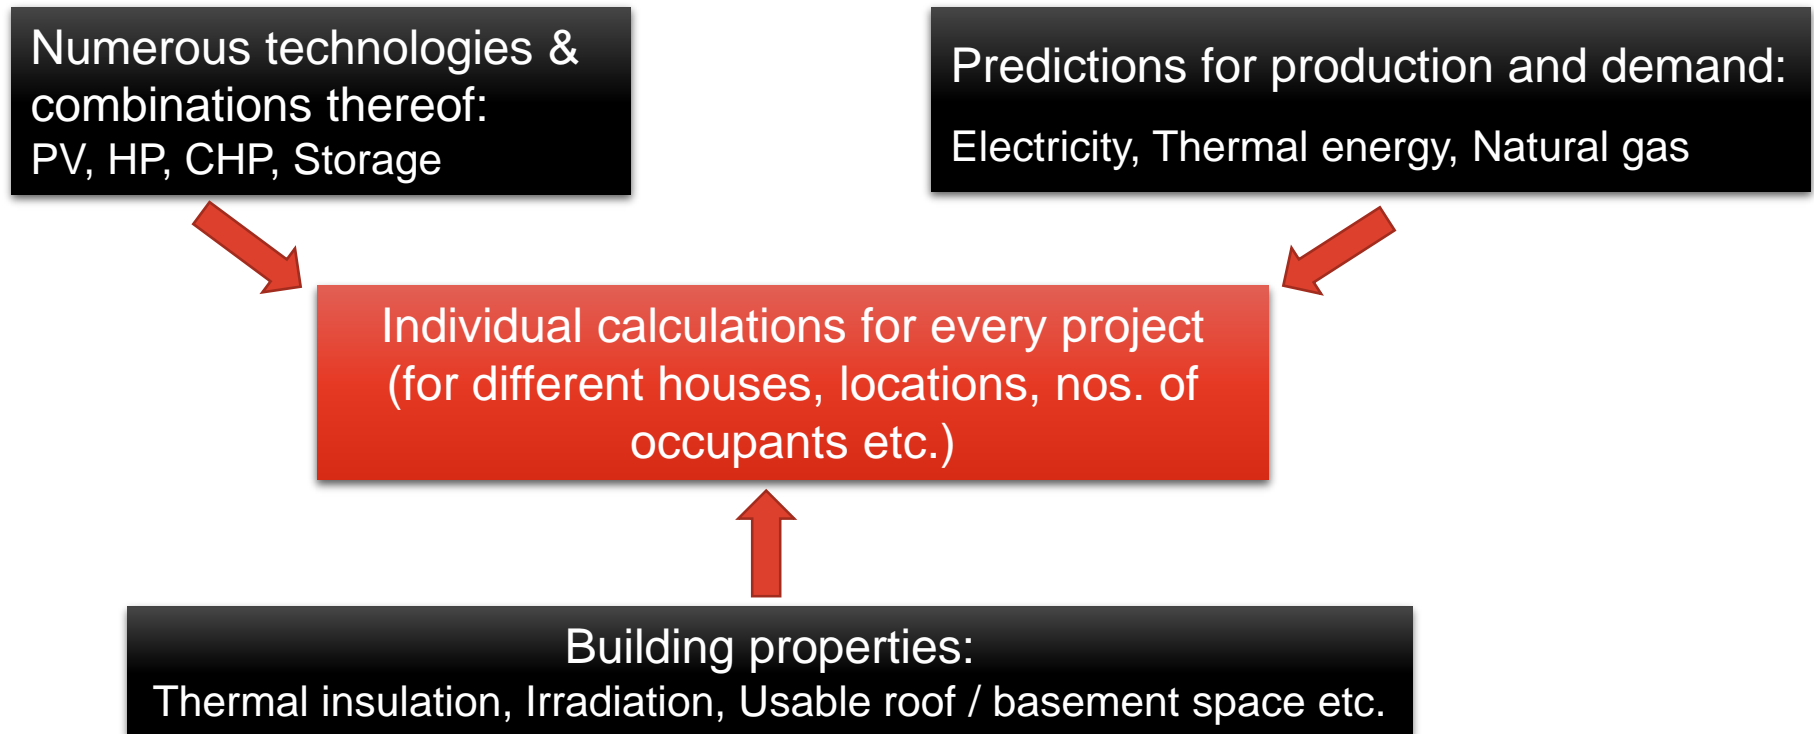 Numerous technologies &
combinations thereof:
PV, HP, CHP, Storage
Predictions for production and demand:
Electricity, Thermal energy, Natural gas
Individual calculations for every project
(for different houses, locations, nos. of
occupants etc.)
Building properties:
Thermal insulation, Irradiation, Usable roof / basement space etc.